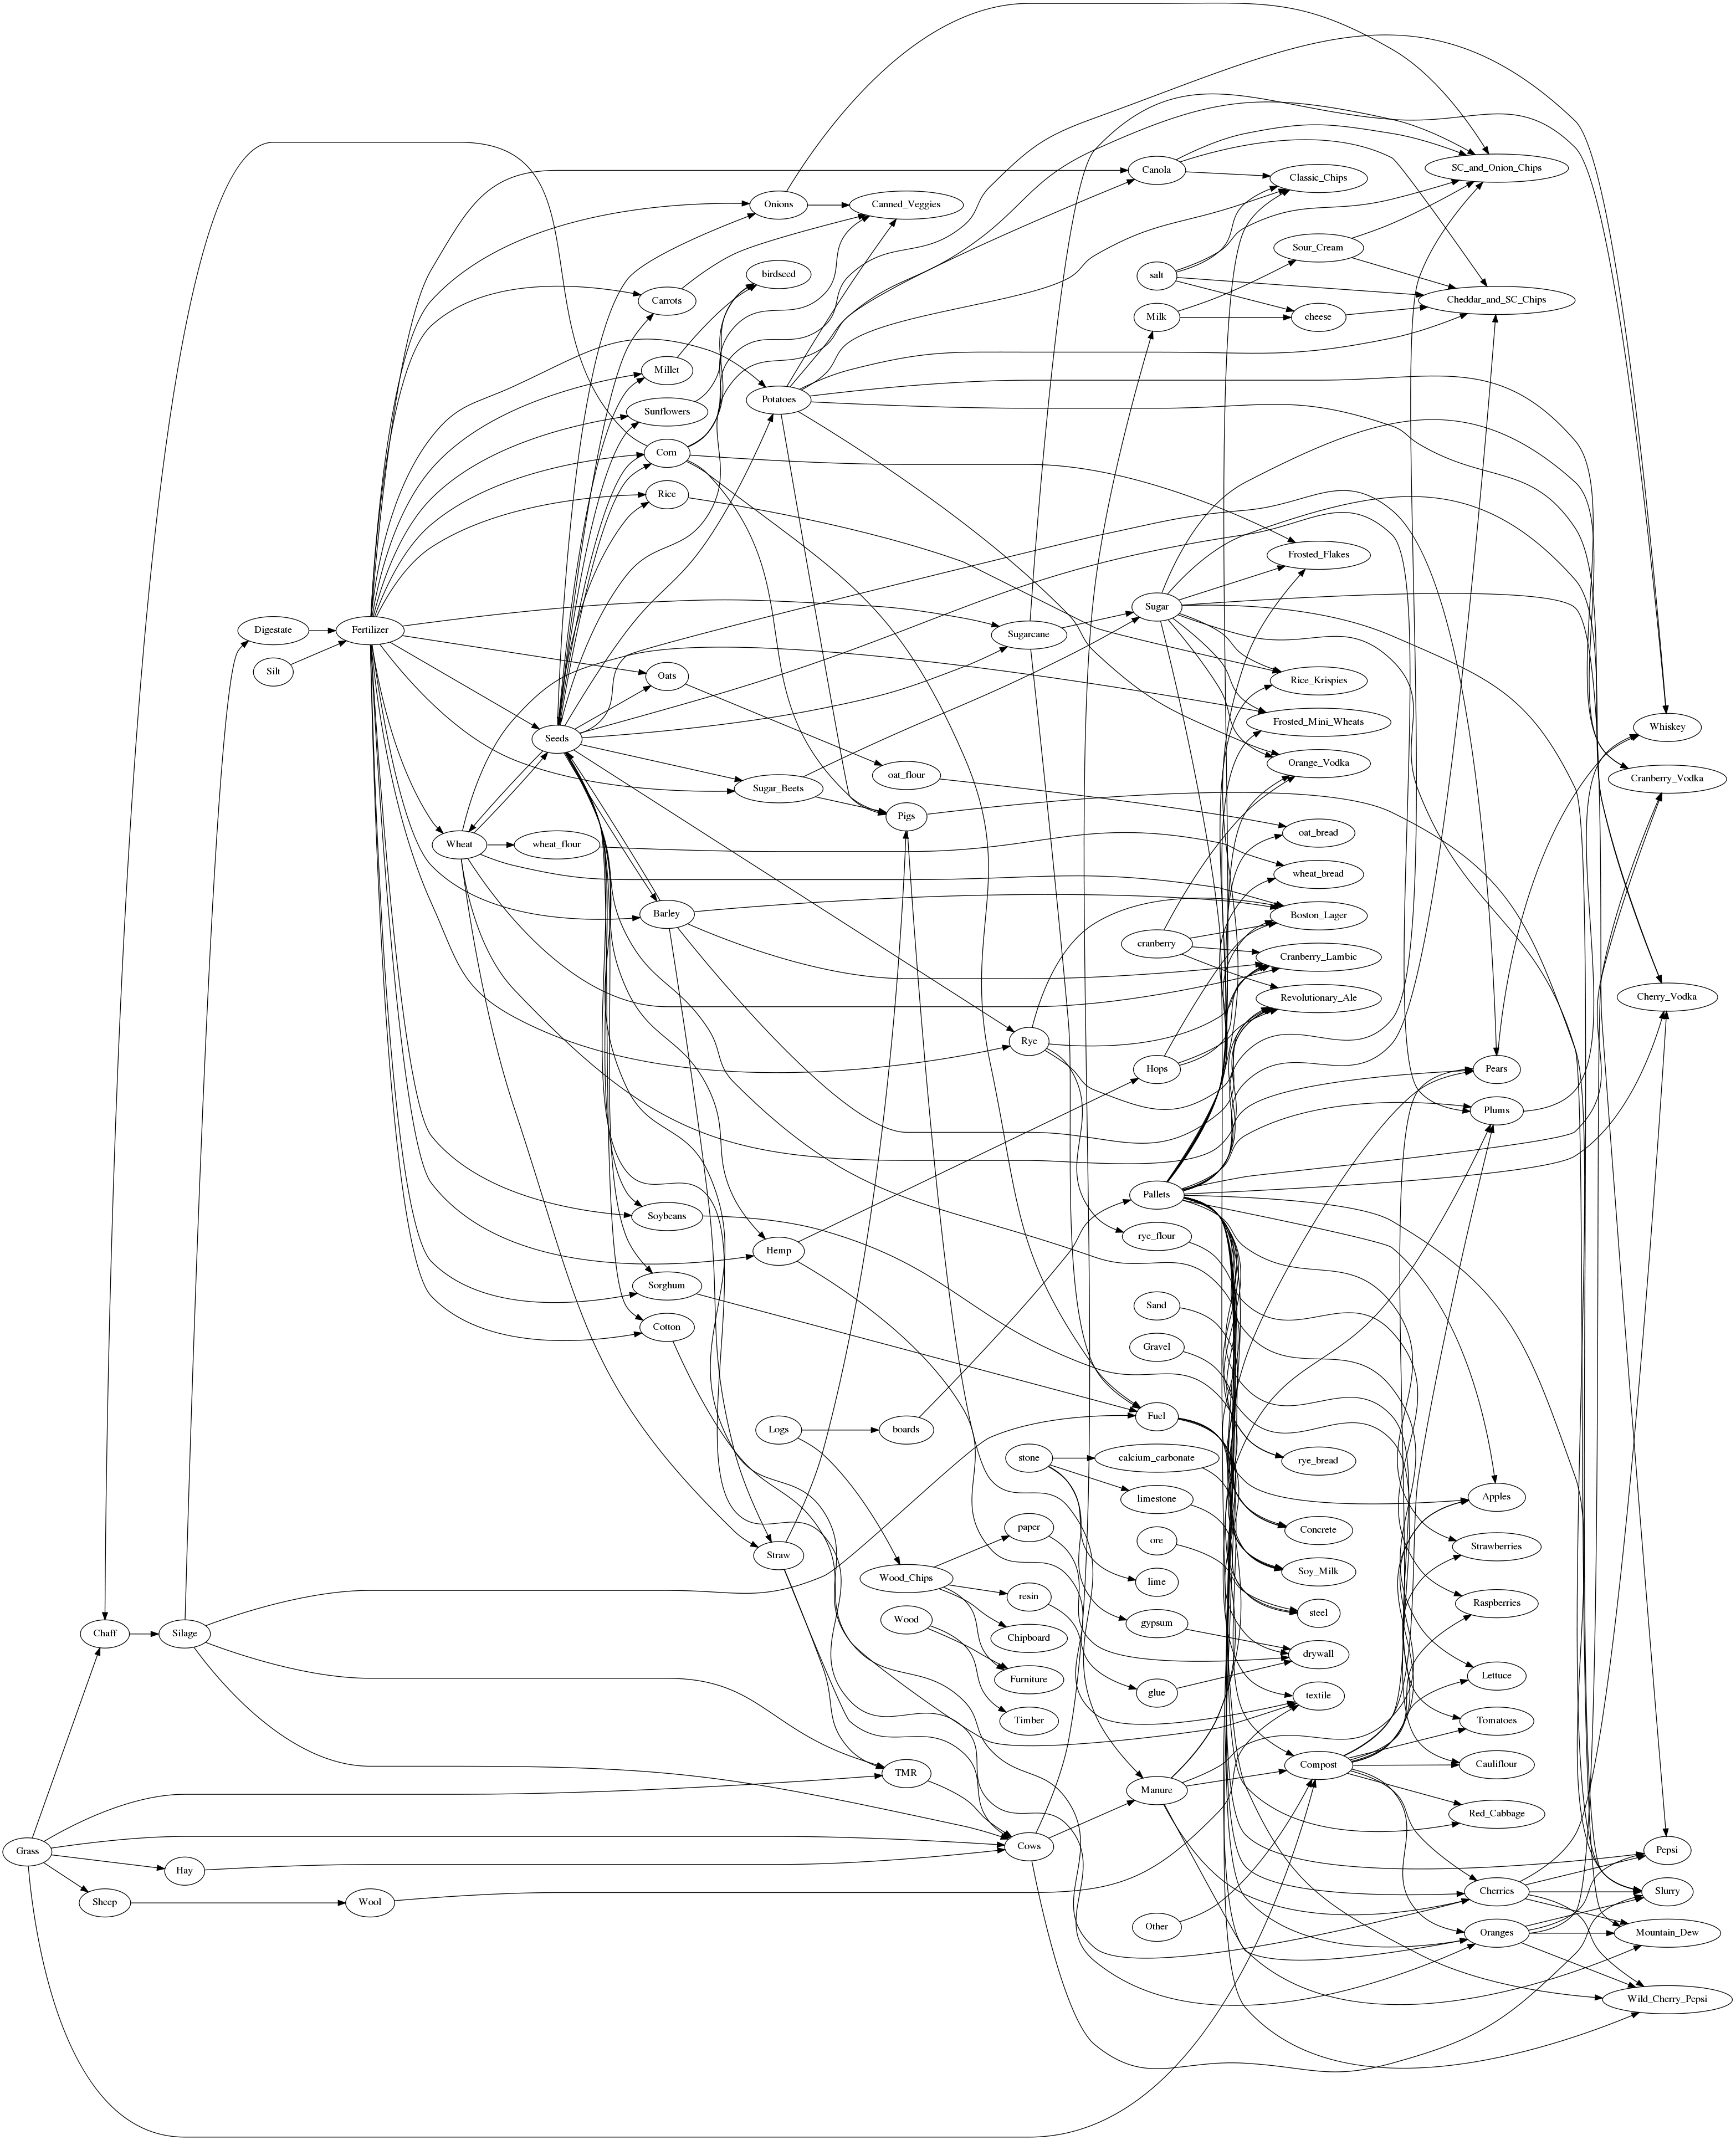 SC_and_Onion_Chips
Canola
Classic_Chips
Onions
Canned_Veggies
Sour_Cream
birdseed
salt
Carrots
Cheddar_and_SC_Chips
Milk
cheese
Millet
Potatoes
Sunflowers
Corn
Rice
Frosted_Flakes
Sugar
Digestate
Fertilizer
Sugarcane
Silt
Oats
Rice_Krispies
Frosted_Mini_Wheats
Whiskey
Seeds
Orange_Vodka
oat_flour
Cranberry_Vodka
Sugar_Beets
Pigs
oat_bread
Wheat
wheat_flour
wheat_bread
Barley
Boston_Lager
cranberry
Cranberry_Lambic
Revolutionary_Ale
Cherry_Vodka
Rye
Hops
Pears
Plums
Pallets
Soybeans
rye_flour
Hemp
Sorghum
Sand
Cotton
Gravel
Fuel
Logs
boards
stone
calcium_carbonate
rye_bread
limestone
Apples
paper
Concrete
ore
Strawberries
Straw
Soy_Milk
Wood_Chips
lime
resin
Raspberries
steel
Wood
gypsum
Chaff
Silage
Chipboard
drywall
Furniture
Lettuce
glue
textile
Timber
Tomatoes
Compost
Cauliflour
TMR
Manure
Red_Cabbage
Grass
Cows
Pepsi
Hay
Cherries
Slurry
Sheep
Wool
Other
Oranges
Mountain_Dew
Wild_Cherry_Pepsi